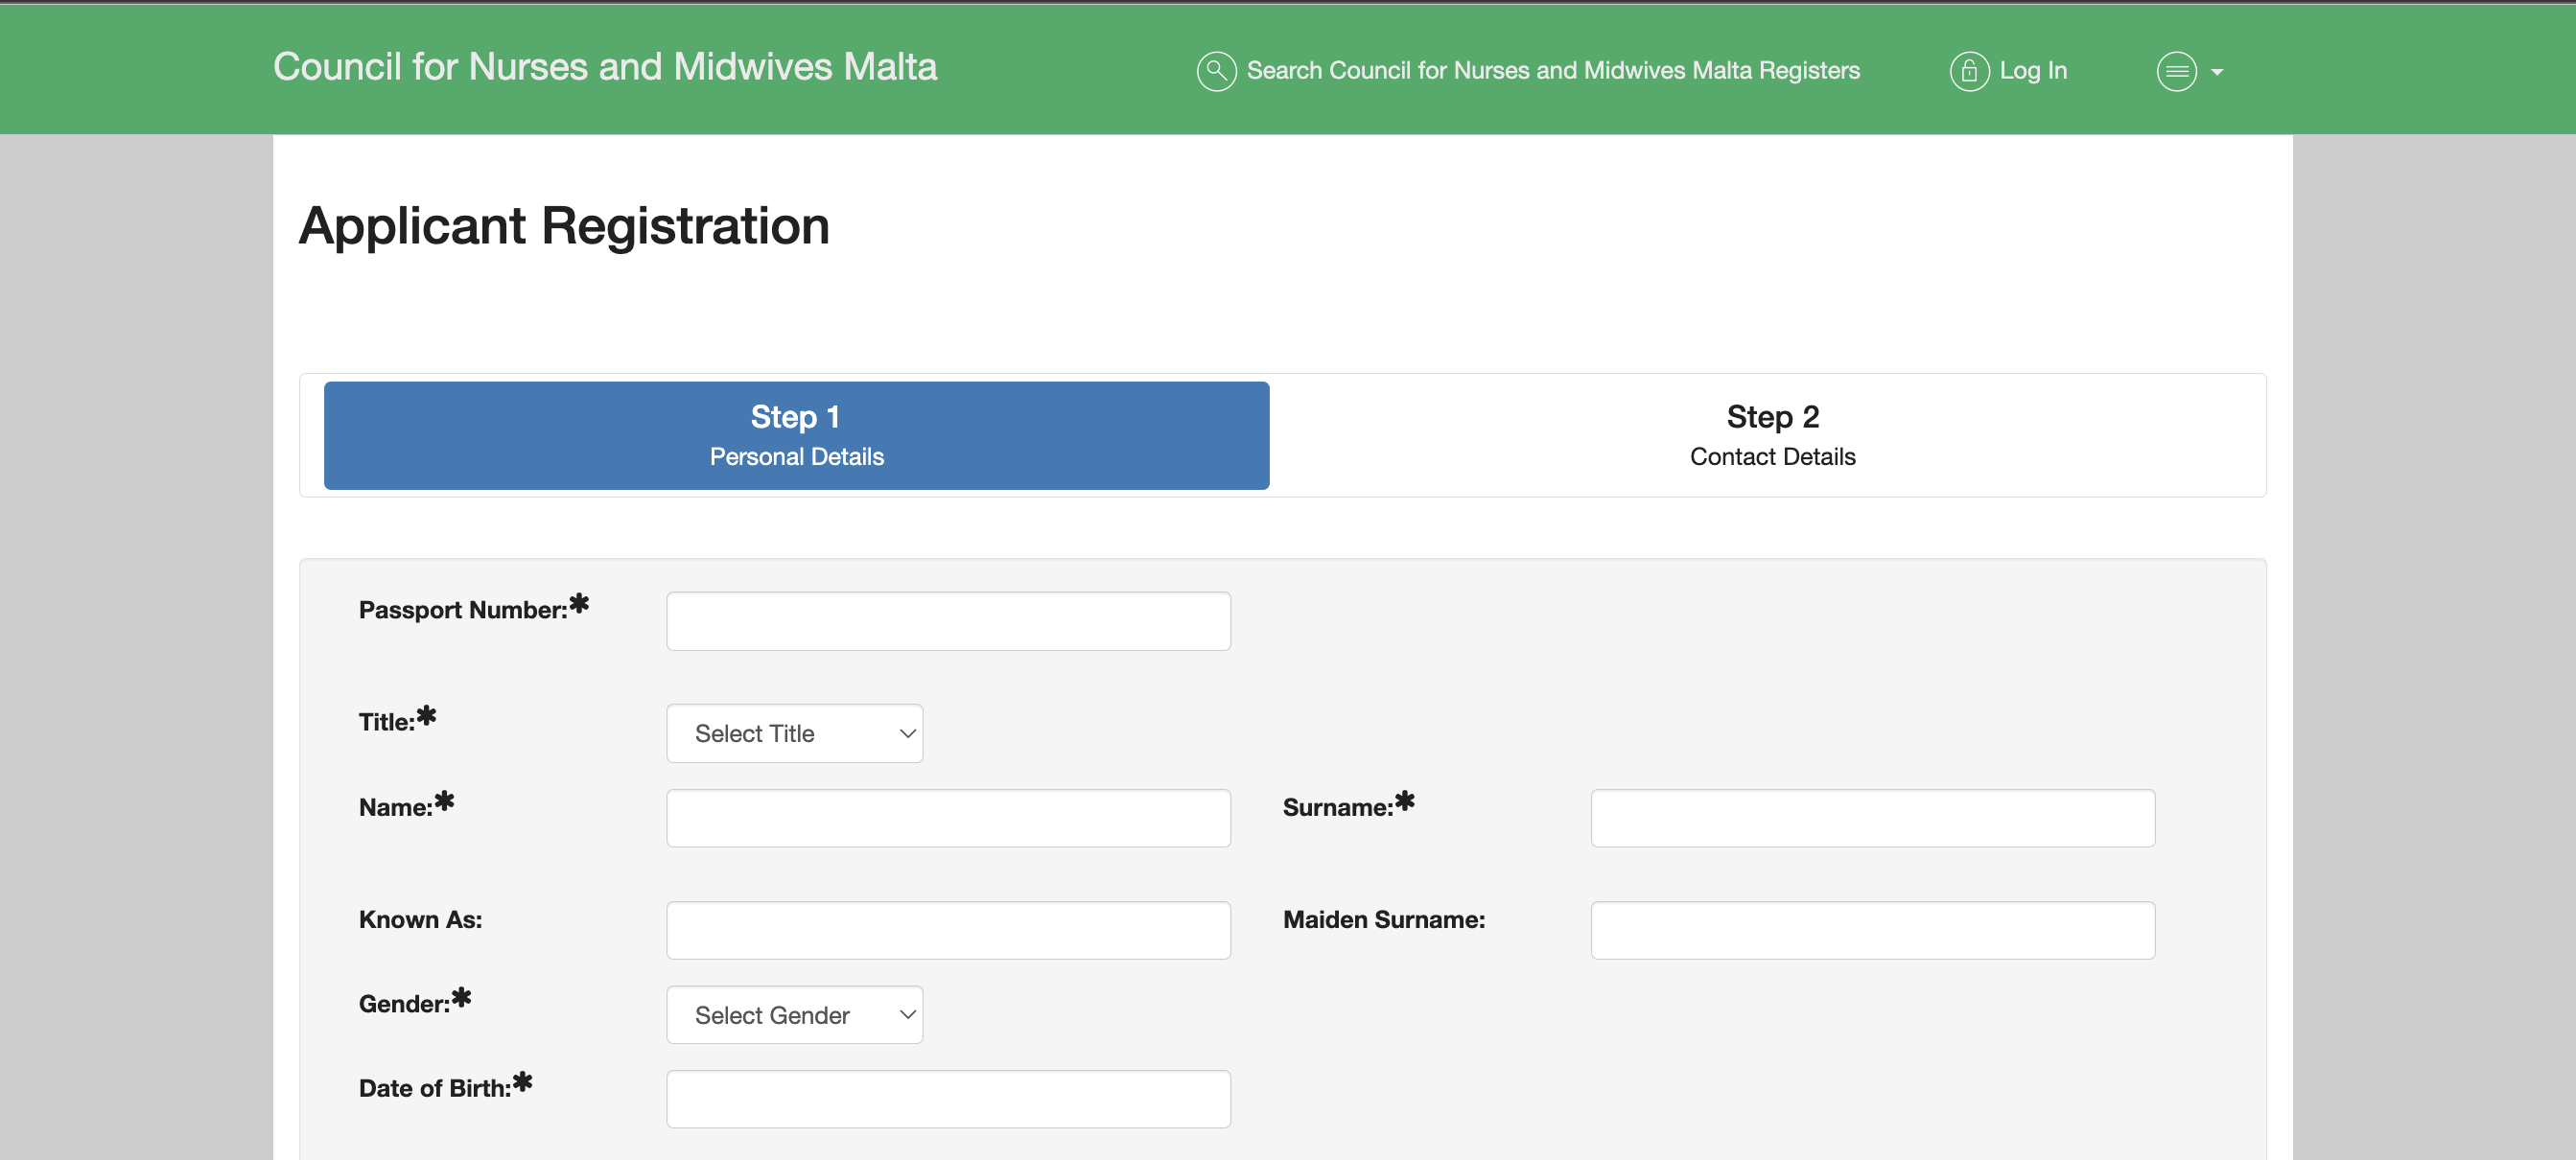 Council for Nurses and Midwives Malta
Search Council for Nurses and Midwives Malta Registers
Log In
Applicant Registration
Step 1
Personal Details
Step 2
Contact Details
Passport Number:*
Title:*
Select Title
Name:*
Surname:*
Known As:
Maiden Surname:
Gender:*
Select Gender
Date of Birth:*